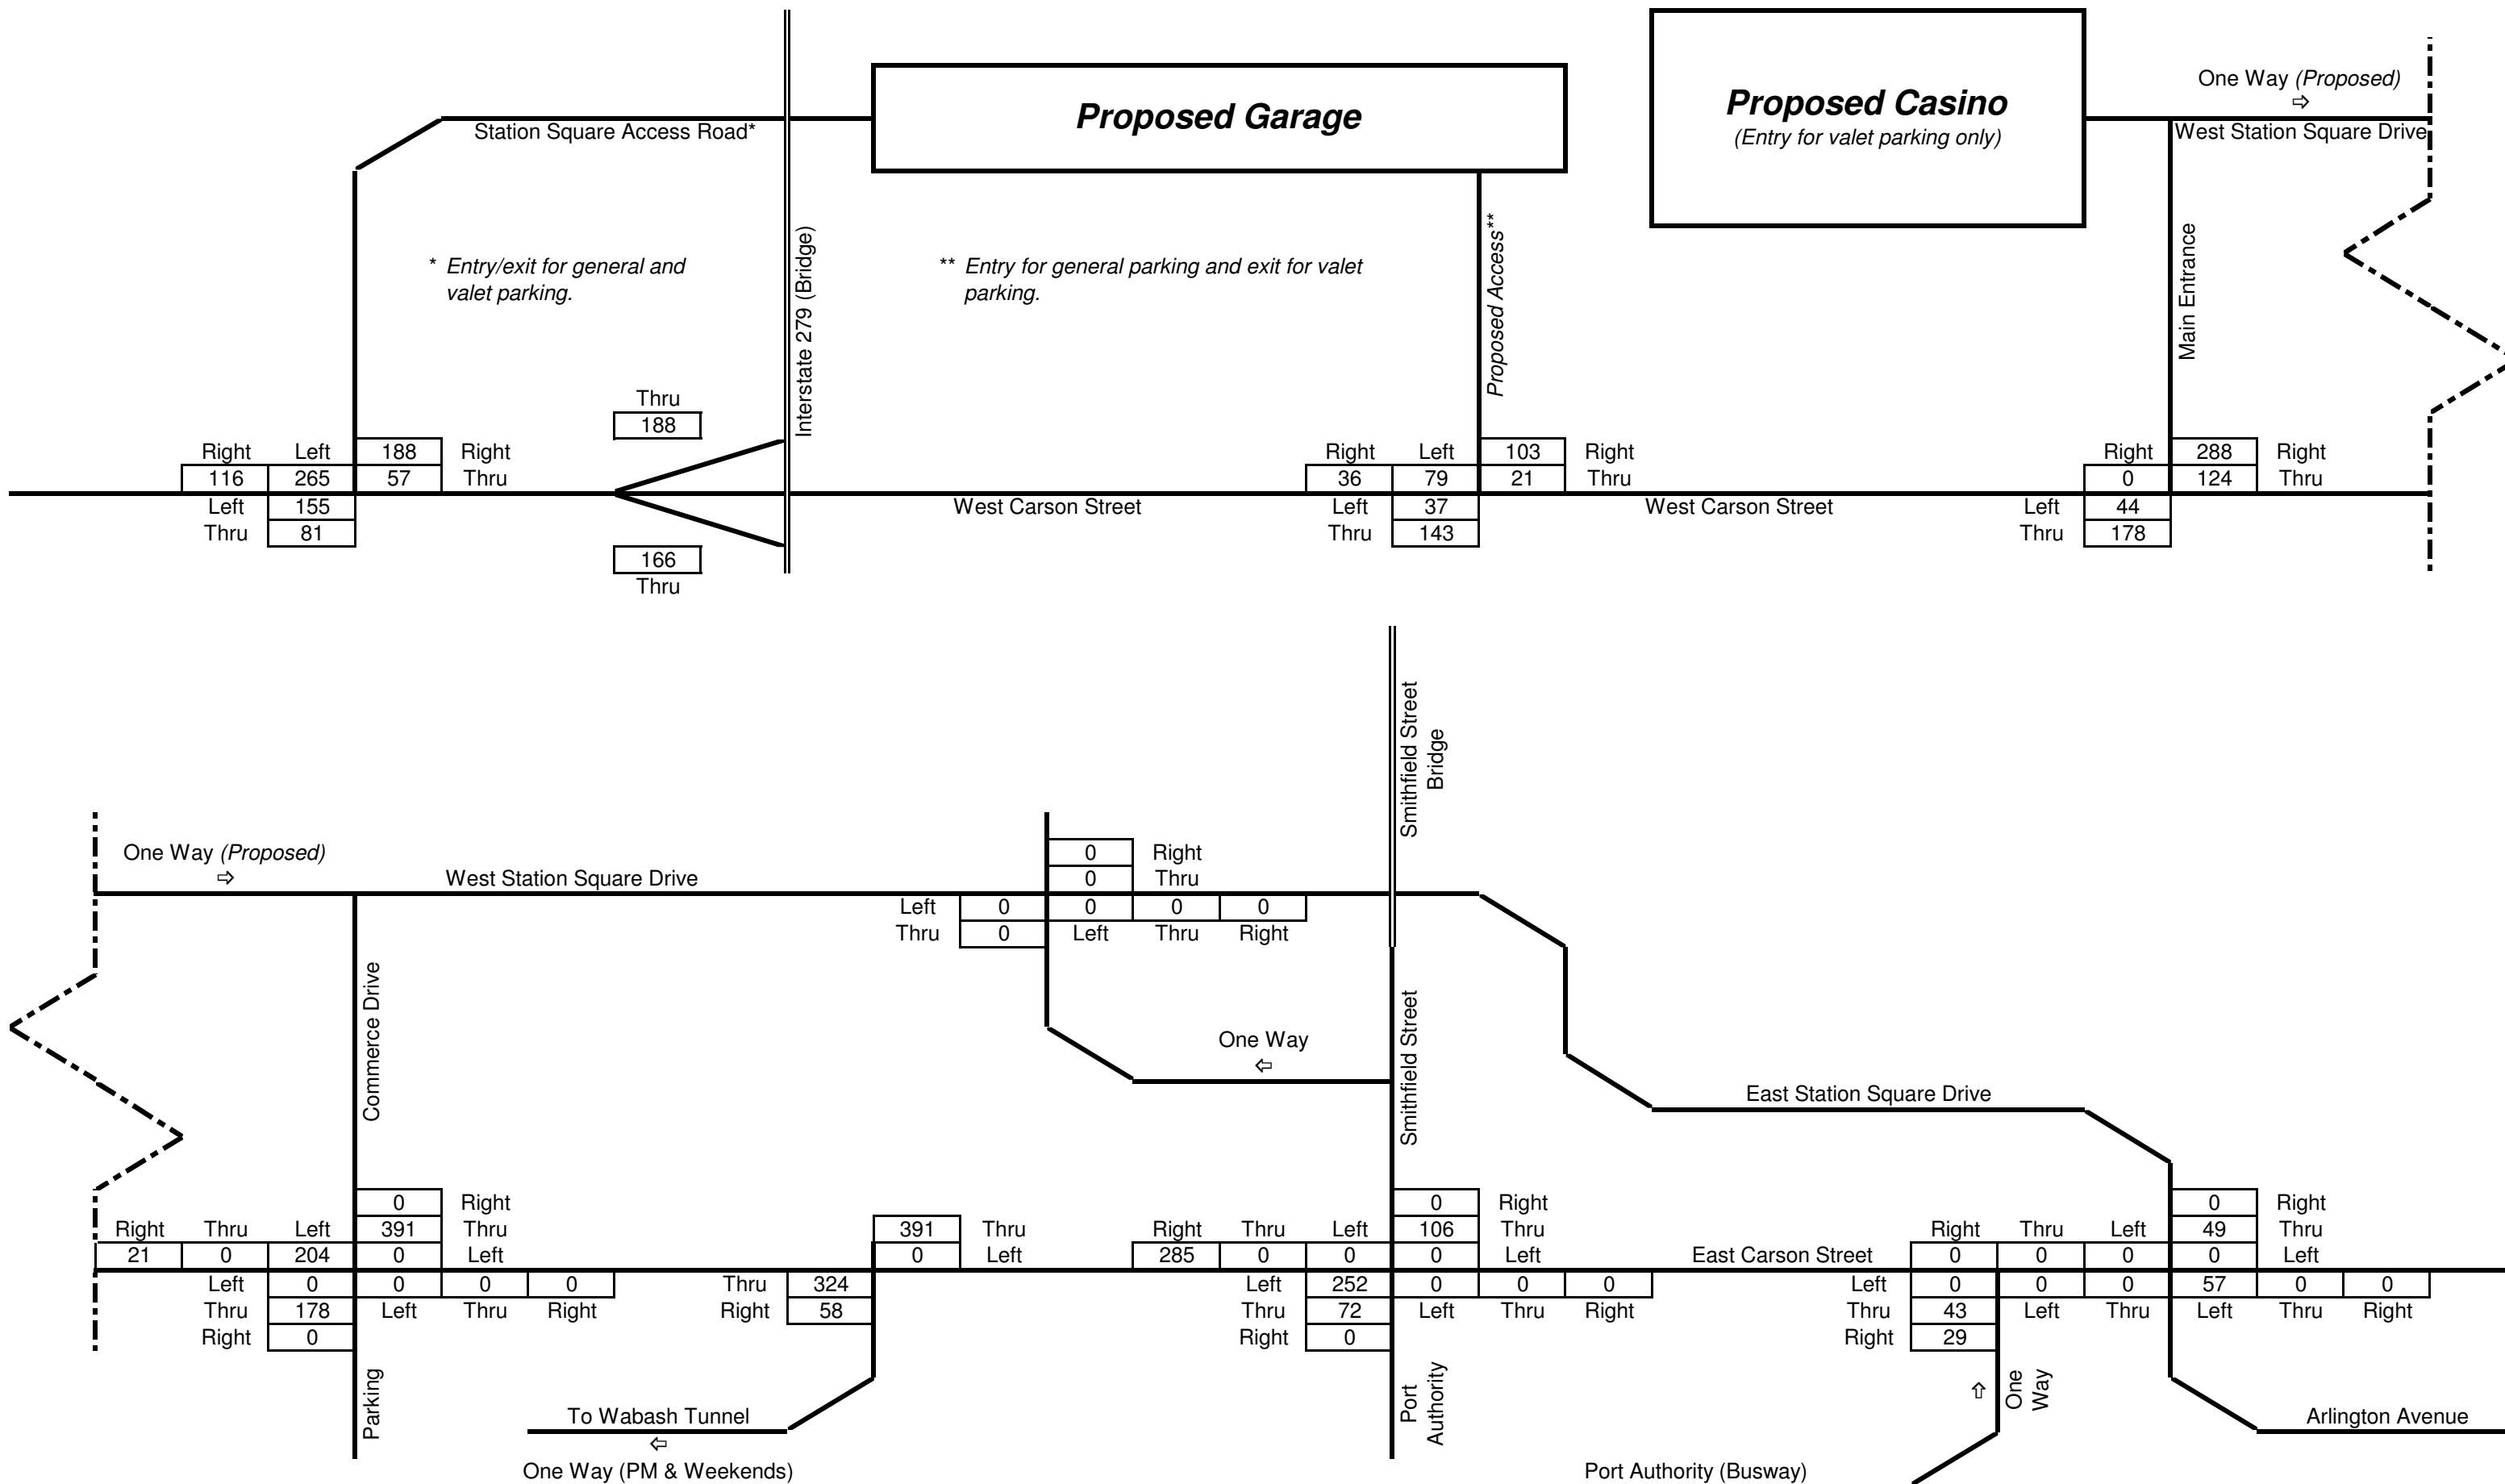 One Way (Proposed)
⇨
Proposed Garage
Proposed Casino
(Entry for valet parking only)
Station Square Access Road*
West Station Square Drive
Interstate 279 (Bridge)
Proposed Access**
Main Entrance
* Entry/exit for general and
valet parking.
** Entry for general parking and exit for valet
parking.
Thru
188
Right Left 188 Right
116 265 57 Thru
Left 155
Thru 81
166
Thru
West Carson Street
Right Left 103 Right
36 79 21 Thru
Left 37
Thru 143
West Carson Street
Right 288 Right
0 124 Thru
Left 44
Thru 178
Smithfield Street
Bridge
One Way (Proposed)
⇨
West Station Square Drive
0 Right
0 Thru
Left 0 0 0 0
Thru 0 Left Thru Right
Commerce Drive
One Way
⇦
Smithfield Street
East Station Square Drive
0 Right
Right Thru Left 391 Thru
21 0 204 0 Left
Left 0 0 0 0
Thru 178 Left Thru Right
Right 0
391 Thru
0 Left
Thru 324
Right 58
0 Right
Right Thru Left 106 Thru
285 0 0 0 Left
Left 252 0 0 0
Thru 72 Left Thru Right
Right 0
East Carson Street
0 Right
Right Thru Left 49 Thru
0 0 0 0 Left
Left 0 0 0 57 0 0
Thru 43 Left Thru Left Thru Right
Right 29
Parking
To Wabash Tunnel
⇦
One Way (PM & Weekends)
Port
Authority
⇧
One
Way
Arlington Avenue
Port Authority (Busway)